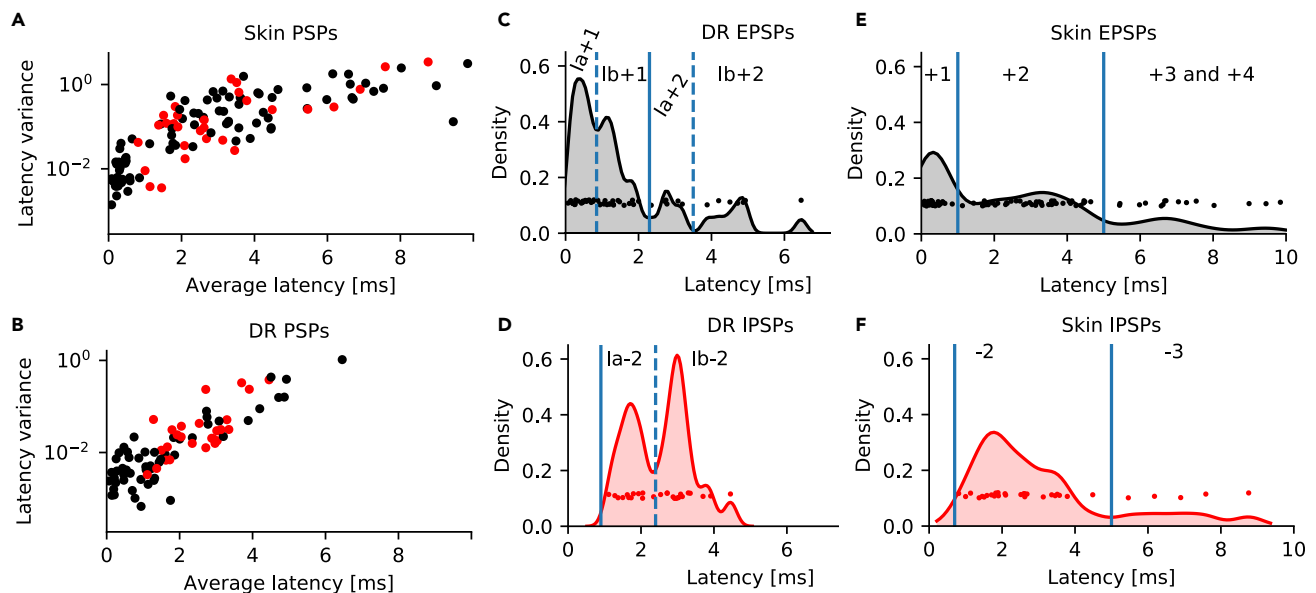 A
Skin PSPs
Latency variance
10⁰
10⁻²
0
2
4
6
8
Average latency [ms]
B
DR PSPs
Latency variance
10⁰
10⁻²
0
2
4
6
8
Average latency [ms]
C
DR EPSPs
Ia+1
Ib+1
Ia+2
Ib+2
Density
0.6
0.4
0.2
0.0
0
2
4
6
Latency [ms]
D
DR IPSPs
Ia-2
Ib-2
Density
0.6
0.4
0.2
0.0
0
2
4
6
Latency [ms]
E
Skin EPSPs
+1
+2
+3 and +4
Density
0.6
0.4
0.2
0.0
0
2
4
6
8
10
Latency [ms]
F
Skin IPSPs
-2
-3
Density
0.6
0.4
0.2
0.0
0
2
4
6
8
10
Latency [ms]